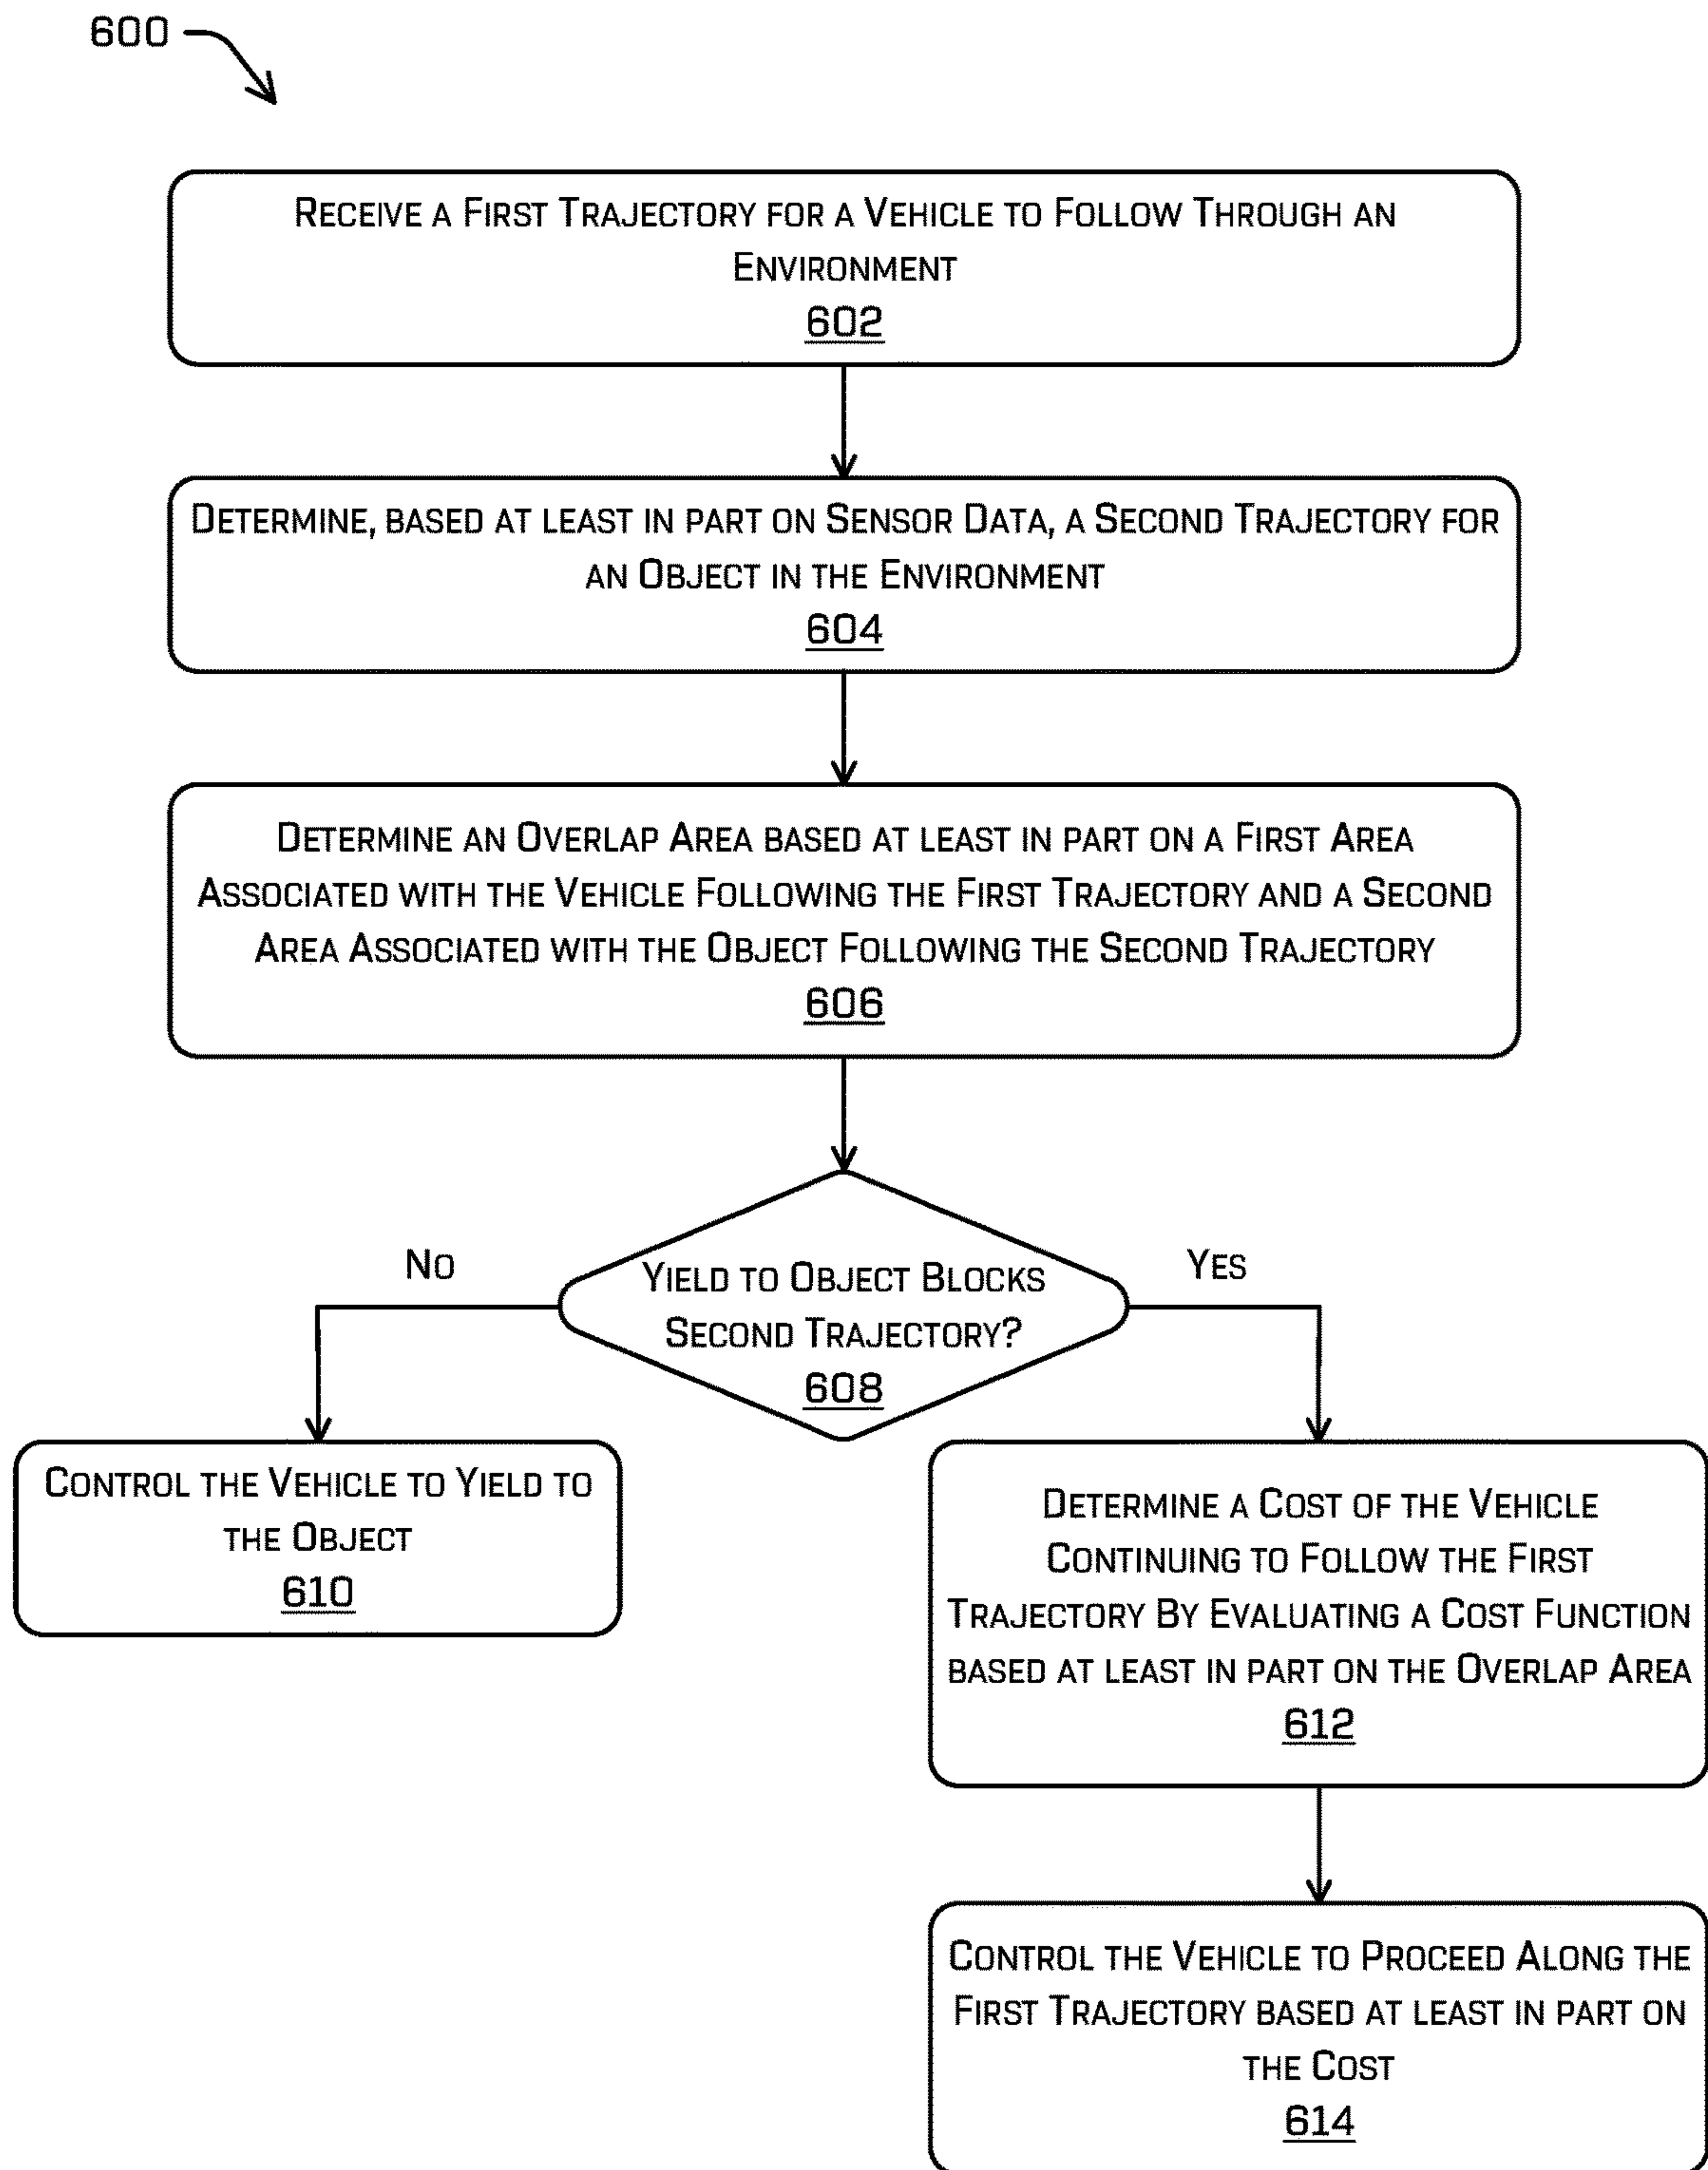 600
Receive a First Trajectory for a Vehicle to Follow Through an
Environment
602
Determine, based at least in part on Sensor Data, a Second Trajectory for
an Object in the Environment
604
Determine an Overlap Area based at least in part on a First Area
Associated with the Vehicle Following the First Trajectory and a Second
Area Associated with the Object Following the Second Trajectory
606
No
Yield to Object Blocks
Second Trajectory?
608
Yes
Control the Vehicle to Yield to
the Object
610
Determine a Cost of the Vehicle
Continuing to Follow the First
Trajectory By Evaluating a Cost Function
based at least in part on the Overlap Area
612
Control the Vehicle to Proceed Along the
First Trajectory based at least in part on
the Cost
614